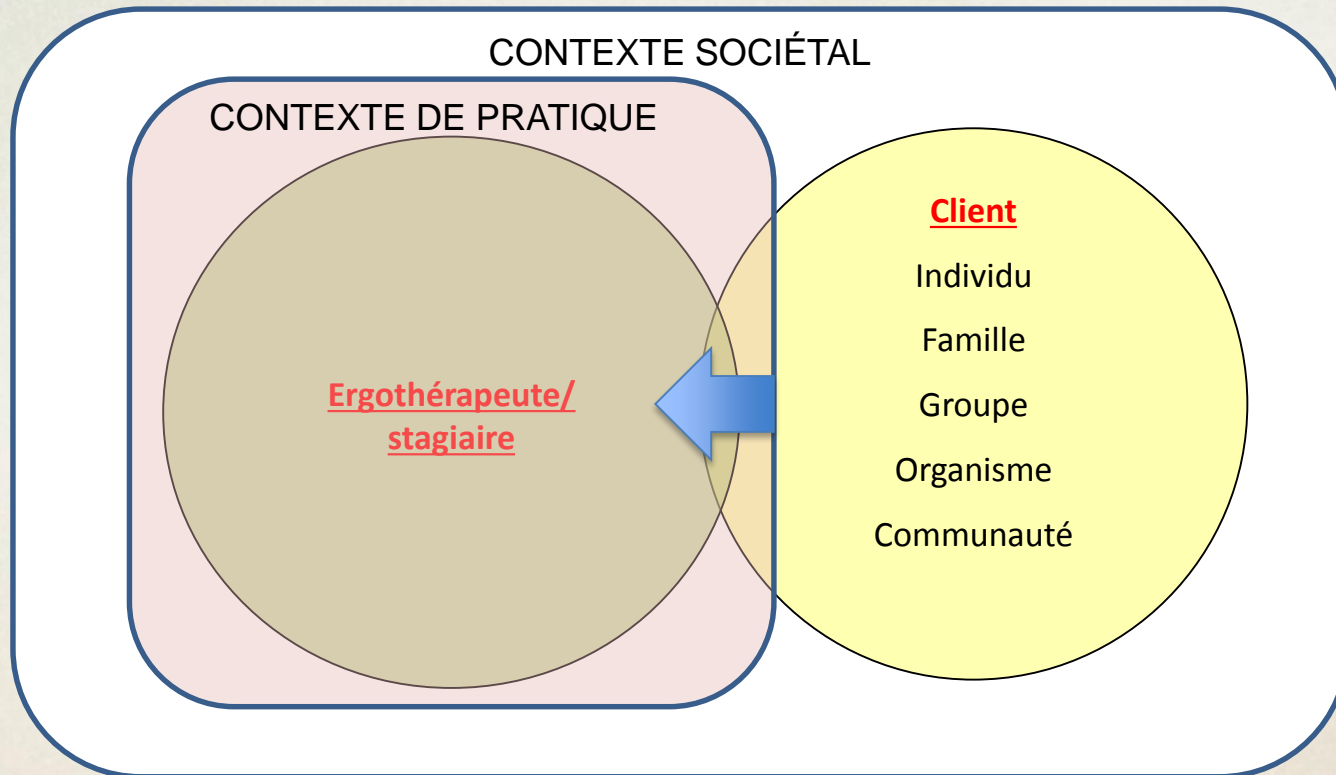 CONTEXTE SOCIÉTAL
CONTEXTE DE PRATIQUE
Ergothérapeute/
stagiaire
Client
Individu
Famille
Groupe
Organisme
Communauté